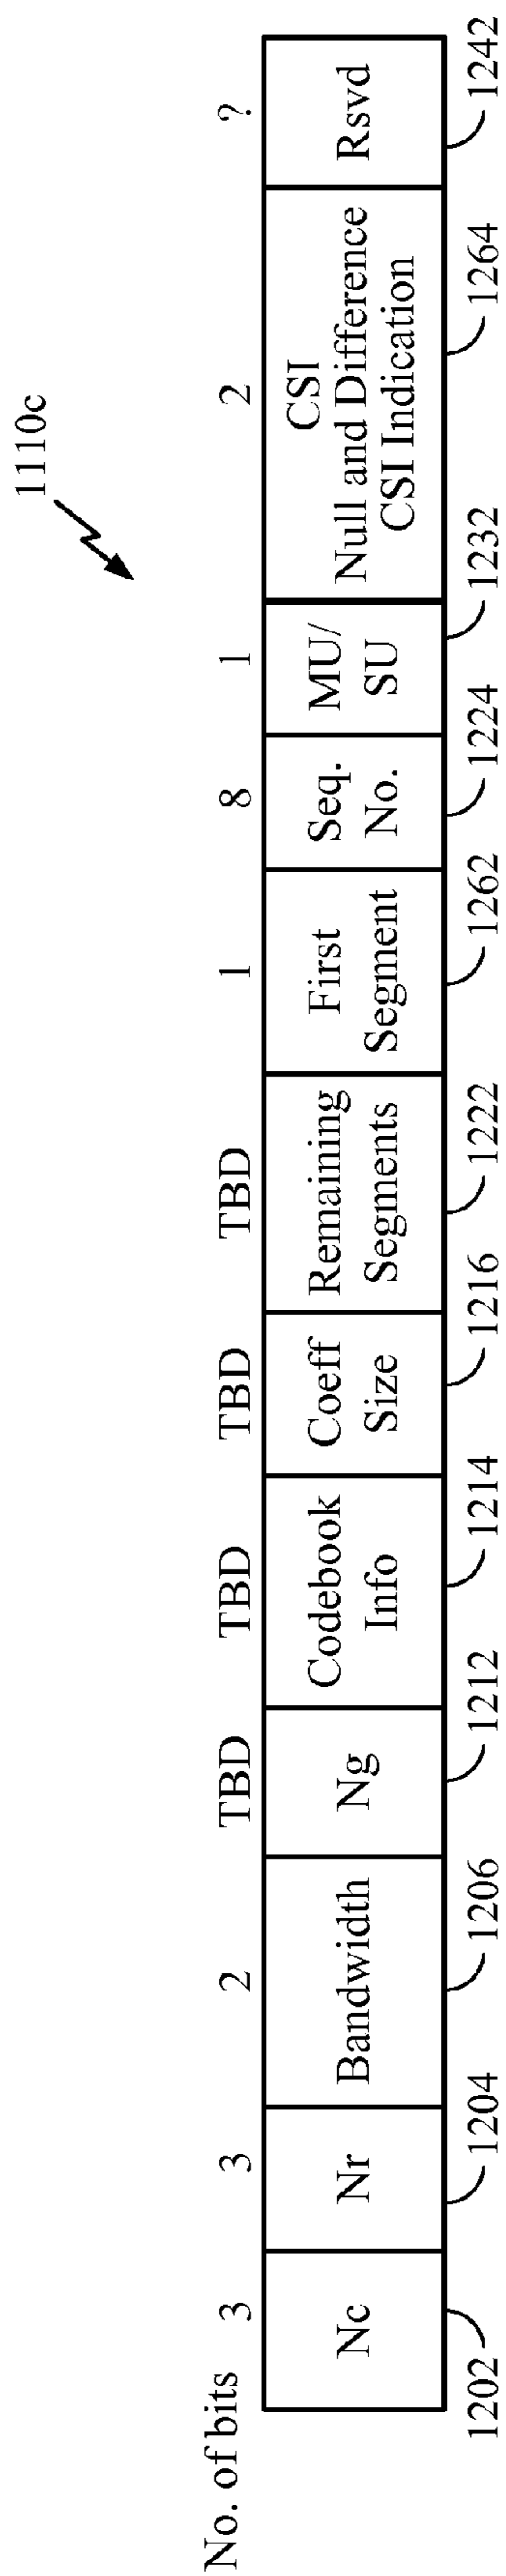 1110c
No. of bits
3
3
2
TBD
TBD
TBD
TBD
1
8
1
2
?
Nc
Nr
Bandwidth
Ng
Codebook
Info
Coeff
Size
Remaining
Segments
First
Segment
Seq.
No.
MU/
SU
CSI
Null and Difference
CSI Indication
Rsvd
1202
1204
1206
1212
1214
1216
1222
1262
1224
1232
1264
1242